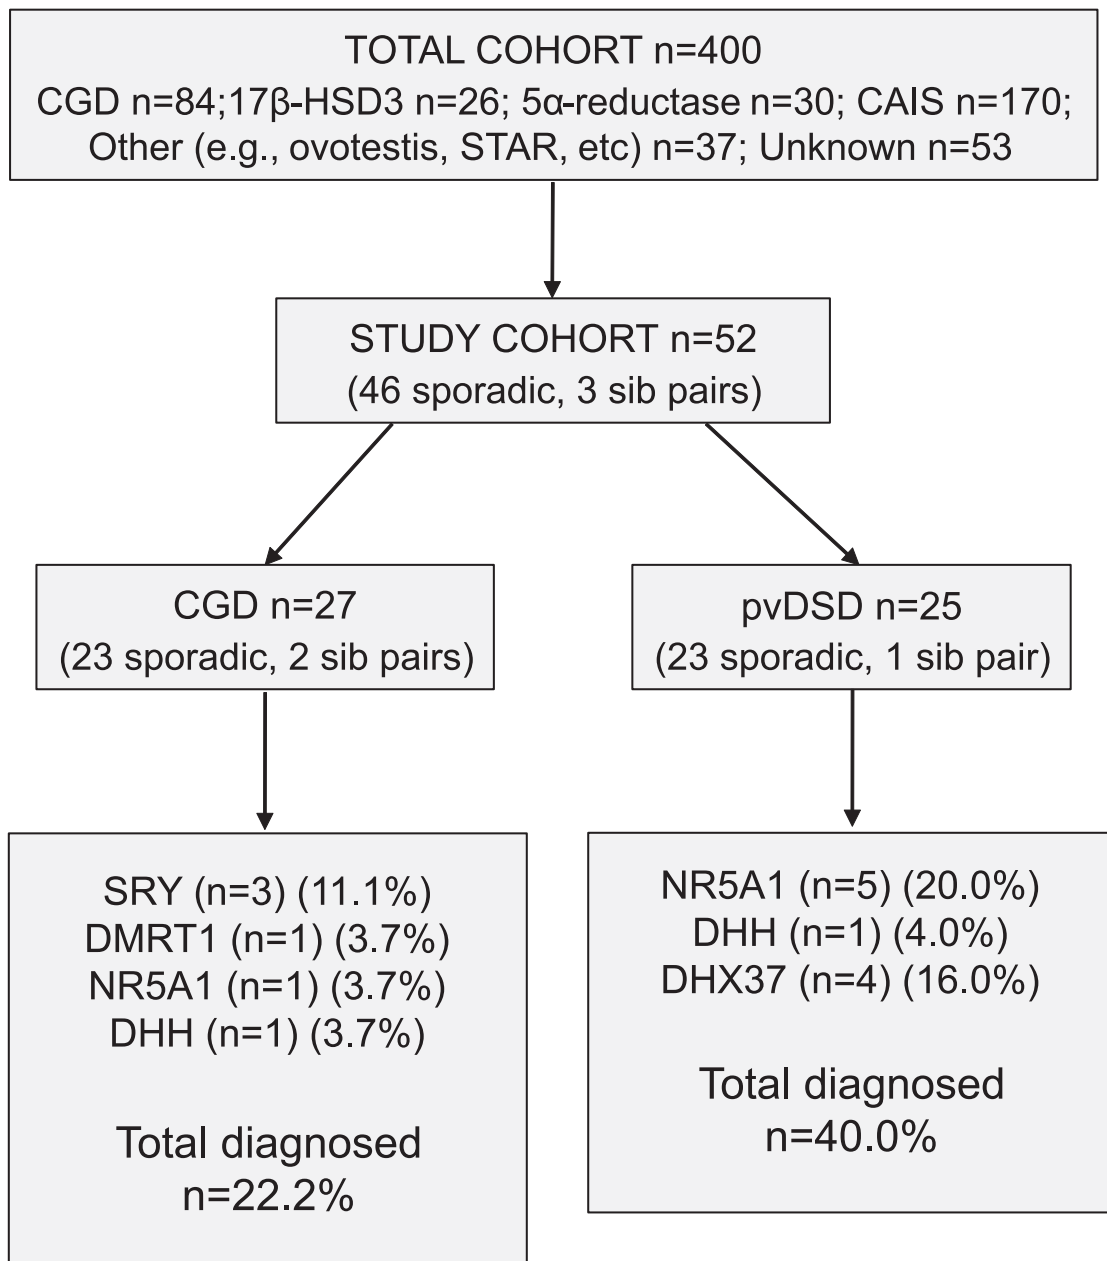 TOTAL COHORT n=400
CGD n=84;17β-HSD3 n=26; 5α-reductase n=30; CAIS n=170;
Other (e.g., ovotestis, STAR, etc) n=37; Unknown n=53
STUDY COHORT n=52
(46 sporadic, 3 sib pairs)
CGD n=27
(23 sporadic, 2 sib pairs)
pvDSD n=25
(23 sporadic, 1 sib pair)
SRY (n=3) (11.1%)
DMRT1 (n=1) (3.7%)
NR5A1 (n=1) (3.7%)
DHH (n=1) (3.7%)
Total diagnosed
n=22.2%
NR5A1 (n=5) (20.0%)
DHH (n=1) (4.0%)
DHX37 (n=4) (16.0%)
Total diagnosed
n=40.0%